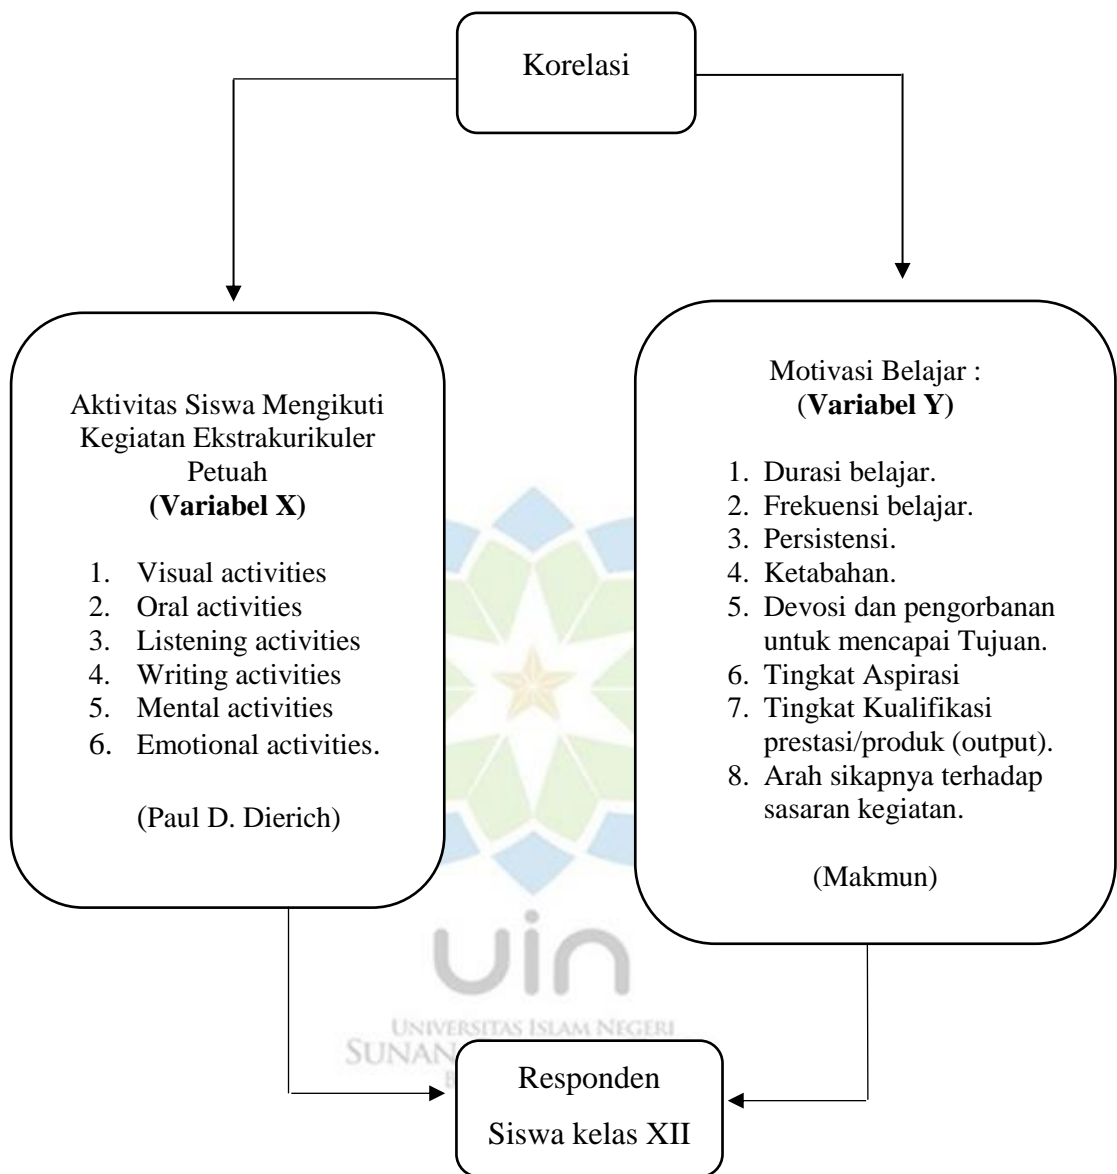 Korelasi
Aktivitas Siswa Mengikuti
Kegiatan Ekstrakurikuler
Petuah
(Variabel X)
1. Visual activities
2. Oral activities
3. Listening activities
4. Writing activities
5. Mental activities
6. Emotional activities.
(Paul D. Dierich)
Motivasi Belajar :
(Variabel Y)
1. Durasi belajar.
2. Frekuensi belajar.
3. Persistensi.
4. Ketabahan.
5. Devosi dan pengorbanan
untuk mencapai Tujuan.
6. Tingkat Aspirasi
7. Tingkat Kualifikasi
prestasi/produk (output).
8. Arah sikapnya terhadap
sasaran kegiatan.
(Makmun)
uin
UNIVERSITAS ISLAM NEGERI
SUNAN
Responden
Siswa kelas XII